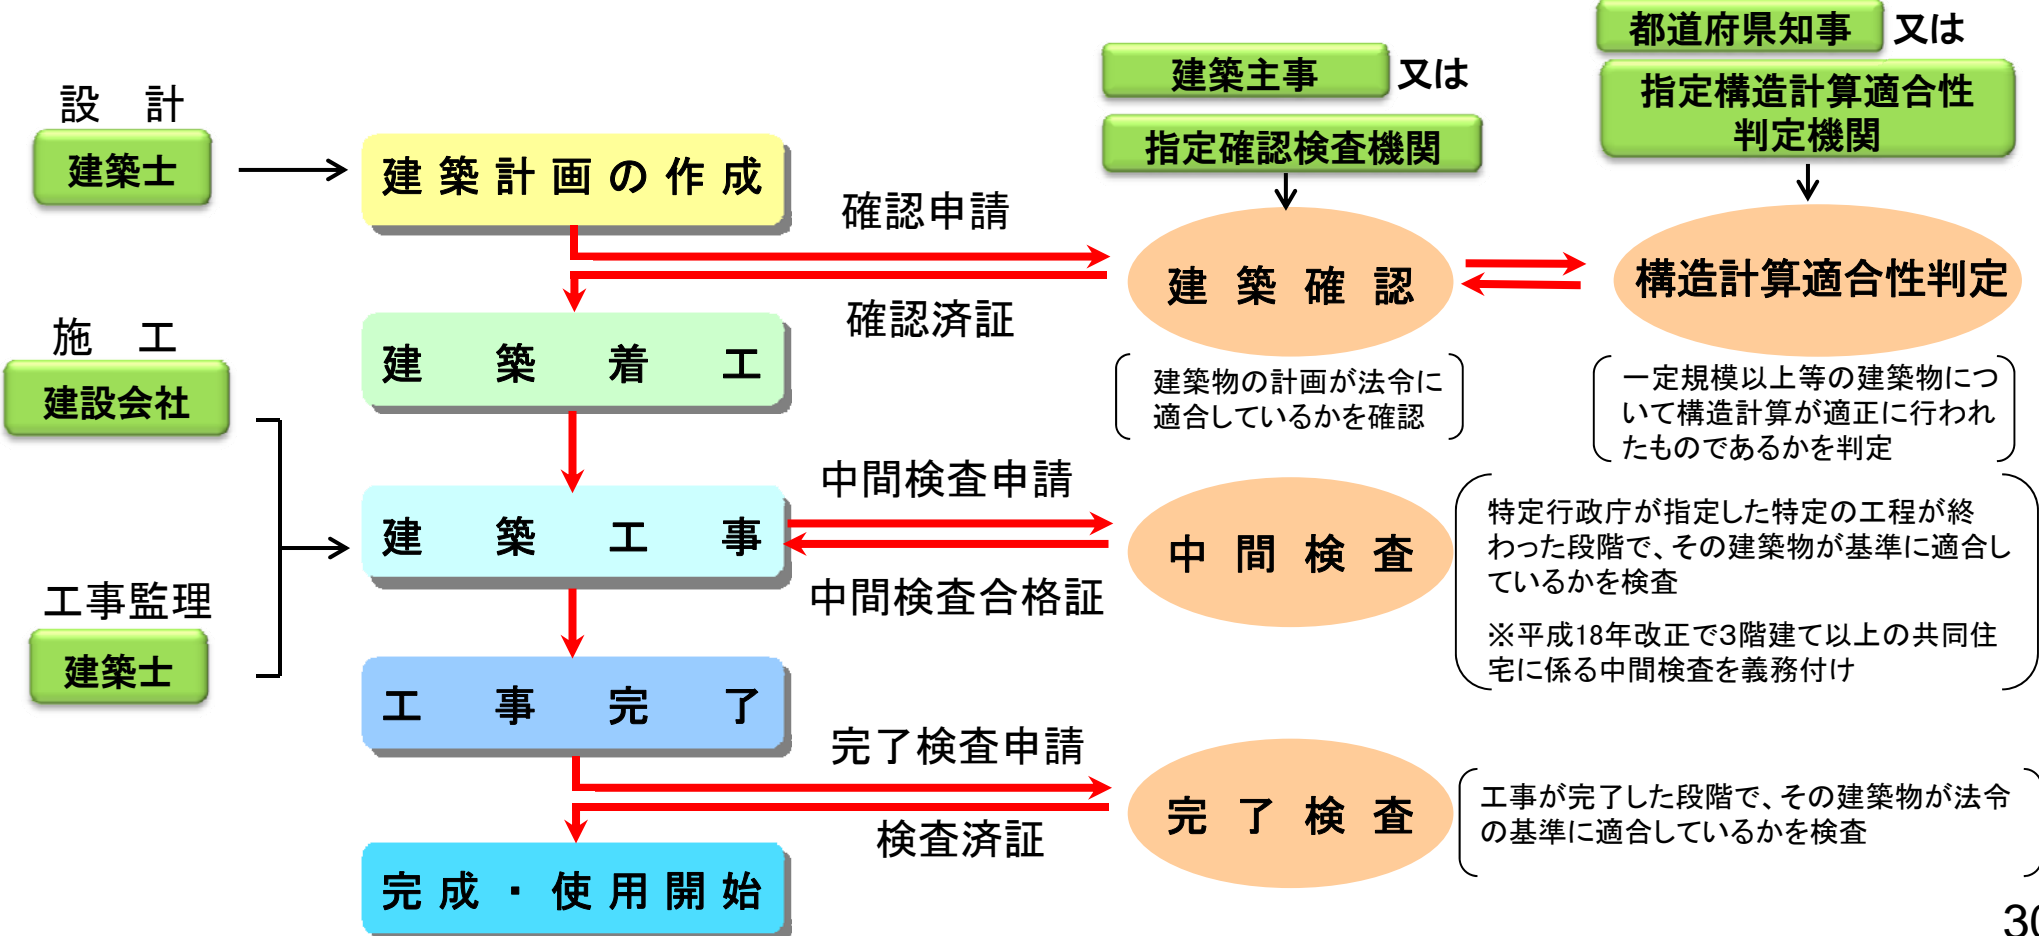 都道府県知事 又は
建築主事 又は
指定構造計算適合性
判定機関
設 計
建築士
指定確認検査機関
建築計画の作成
確認申請
建築確認
構造計算適合性判定
確認済証
施 工
建設会社
建築着工
建築物の計画が法令に
適合しているかを確認
一定規模以上等の建築物につ
いて構造計算が適正に行われ
たものであるかを判定
中間検査申請
建築工事
中間検査
特定行政庁が指定した特定の工程が終
わった段階で、その建築物が基準に適合し
ているかを検査
※平成18年改正で3階建て以上の共同住
宅に係る中間検査を義務付け
中間検査合格証
工事監理
建築士
工事完了
完了検査申請
完了検査
工事が完了した段階で、その建築物が法令
の基準に適合しているかを検査
検査済証
完成・使用開始
30